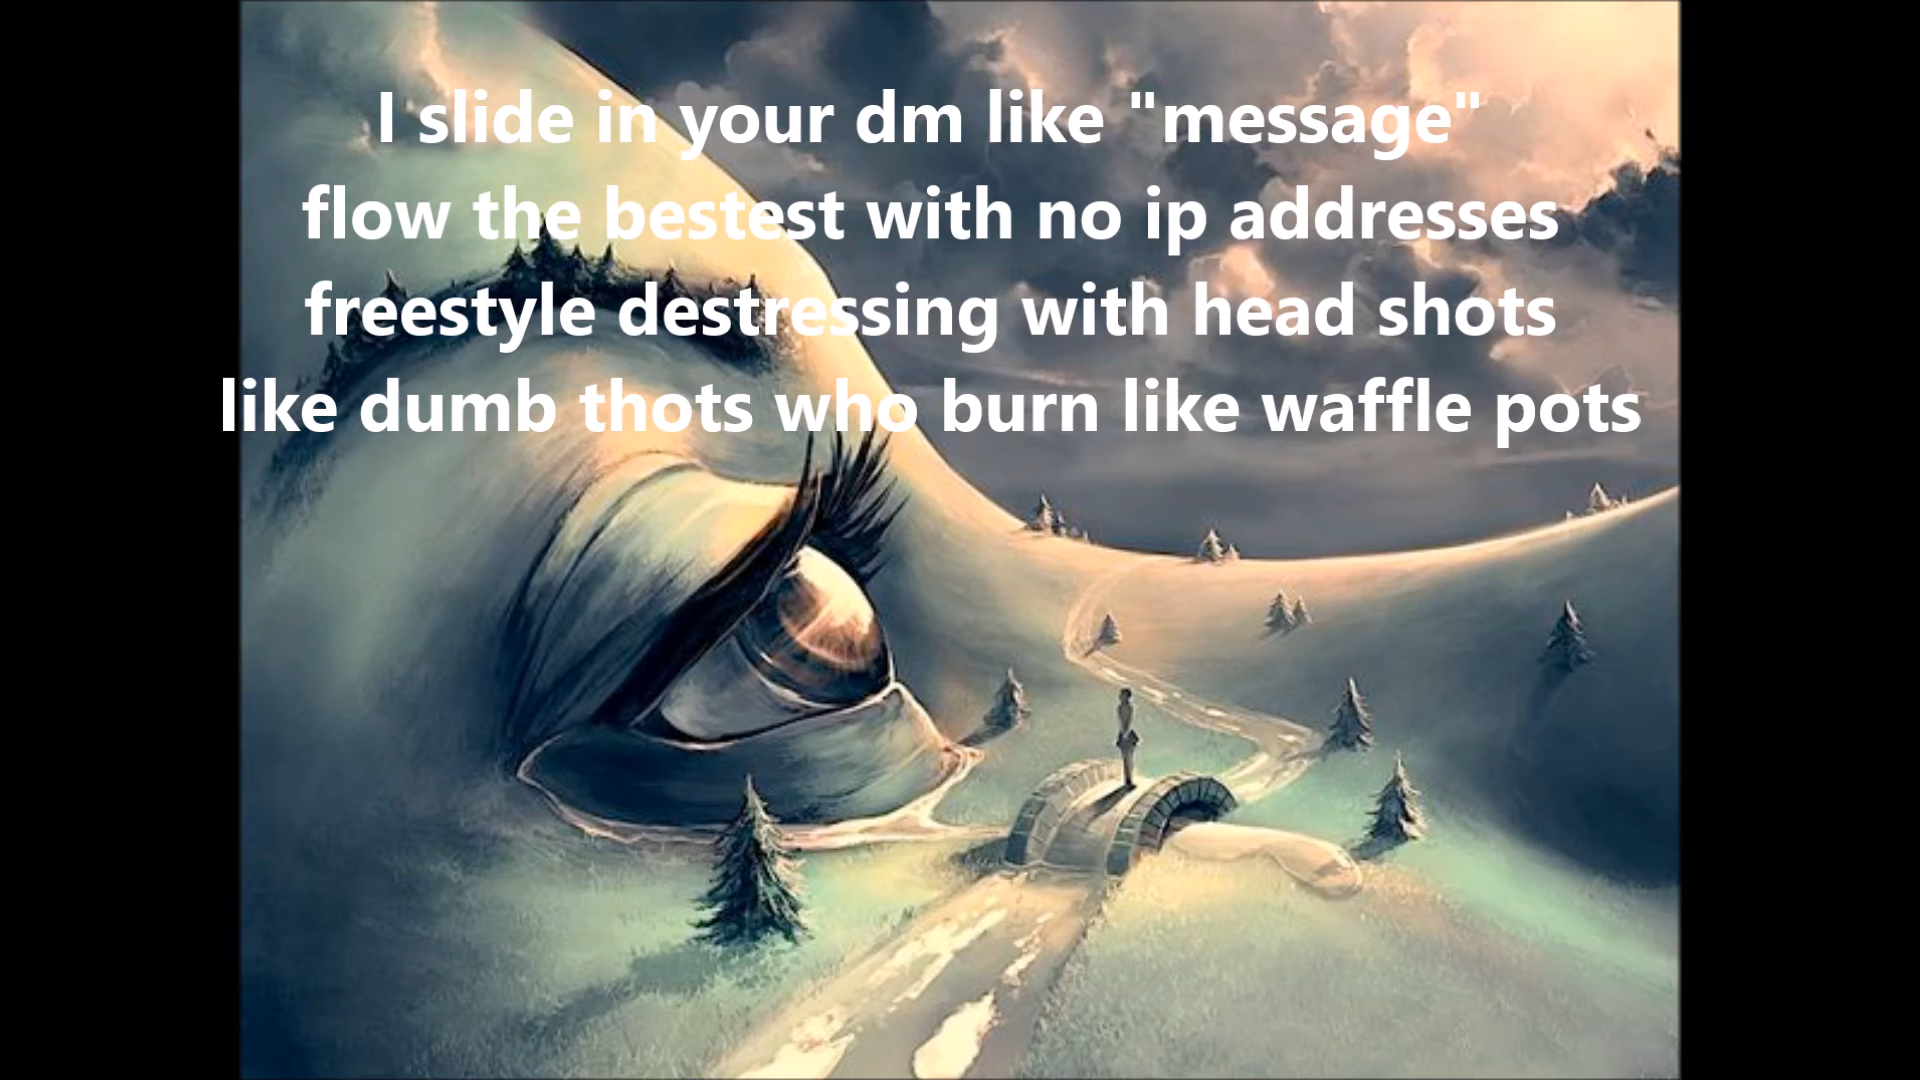 I slide in your dm like "message"
flow the bestest with no ip addresses
freestyle destressing with head shots
like dumb thots who burn like waffle pots